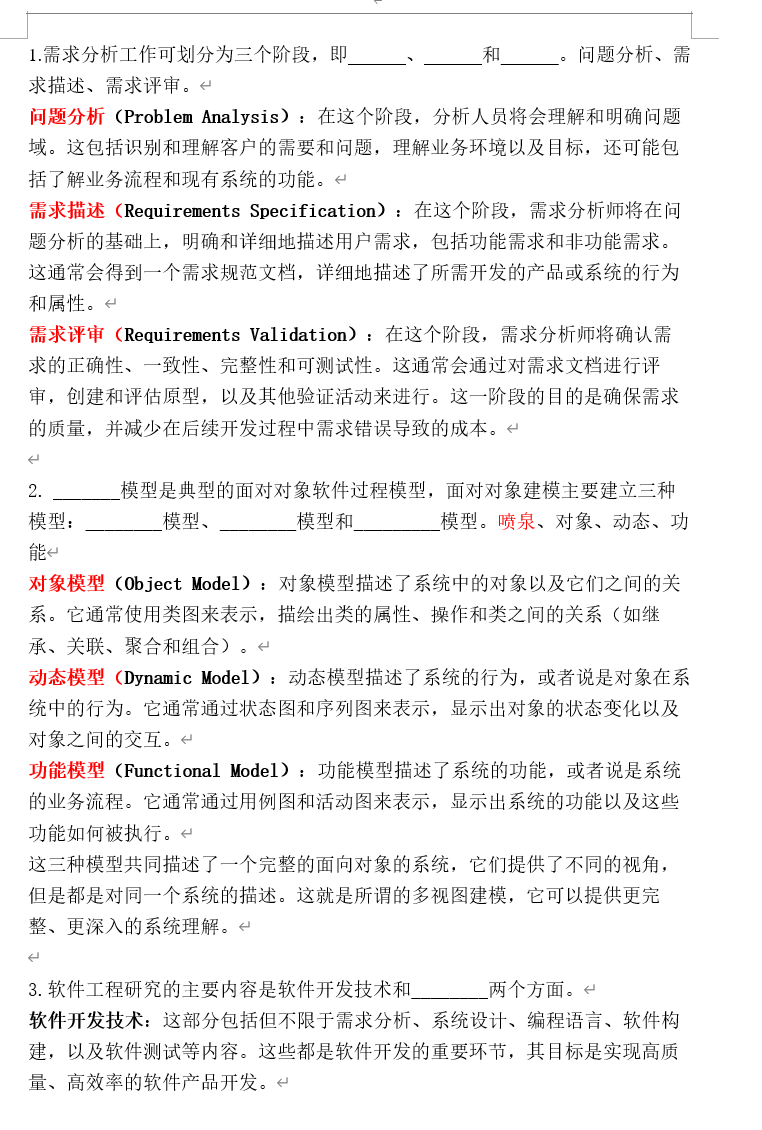 1.需求分析工作可划分为三个阶段，即______、______和______。问题分析、需
求描述、需求评审。↵
问题分析（Problem Analysis）：在这个阶段，分析人员将会理解和明确问题
域。这包括识别和理解客户的需要和问题，理解业务环境以及目标，还可能包
括了解业务流程和现有系统的功能。↵
需求描述（Requirements Specification）：在这个阶段，需求分析师将在问
题分析的基础上，明确和详细地描述用户需求，包括功能需求和非功能需求。
这通常会得到一个需求规范文档，详细地描述了所需开发的产品或系统的行为
和属性。↵
需求评审（Requirements Validation）：在这个阶段，需求分析师将确认需
求的正确性、一致性、完整性和可测试性。这通常会通过对需求文档进行评
审，创建和评估原型，以及其他验证活动来进行。这一阶段的目的是确保需求
的质量，并减少在后续开发过程中需求错误导致的成本。↵
↵
2. _______模型是典型的面对对象软件过程模型，面对对象建模主要建立三种
模型：________模型、________模型和_________模型。喷泉、对象、动态、功
能↵
对象模型（Object Model）：对象模型描述了系统中的对象以及它们之间的关
系。它通常使用类图来表示，描绘出类的属性、操作和类之间的关系（如继
承、关联、聚合和组合）。↵
动态模型（Dynamic Model）：动态模型描述了系统的行为，或者说是对象在系
统中的行为。它通常通过状态图和序列图来表示，显示出对象的状态变化以及
对象之间的交互。↵
功能模型（Functional Model）：功能模型描述了系统的功能，或者说是系统
的业务流程。它通常通过用例图和活动图来表示，显示出系统的功能以及这些
功能如何被执行。↵
这三种模型共同描述了一个完整的面向对象的系统，它们提供了不同的视角，
但是都是对同一个系统的描述。这就是所谓的多视图建模，它可以提供更完
整、更深入的系统理解。↵
↵
3.软件工程研究的主要内容是软件开发技术和________两个方面。↵
软件开发技术：这部分包括但不限于需求分析、系统设计、编程语言、软件构
建，以及软件测试等内容。这些都是软件开发的重要环节，其目标是实现高质
量、高效率的软件产品开发。↵